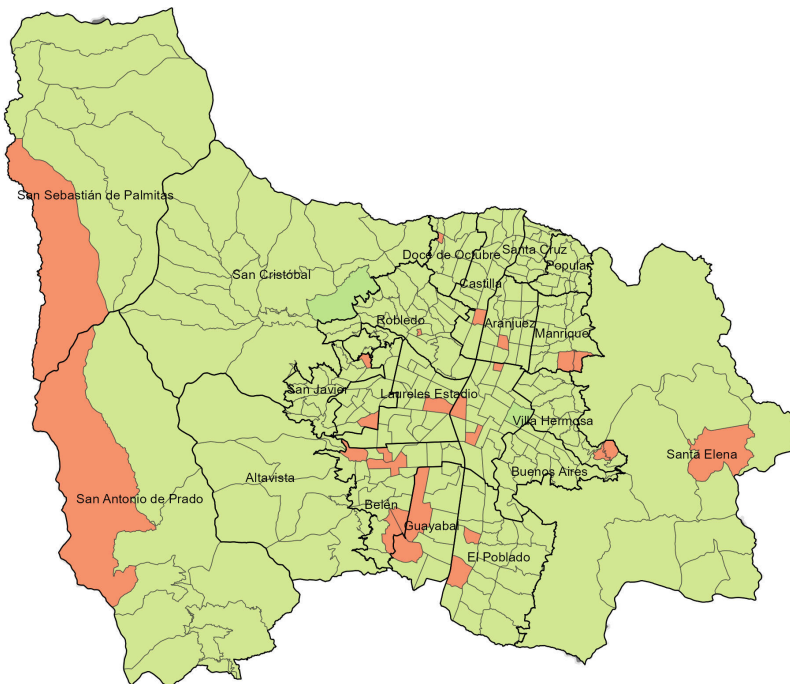 San Sebastián de Palmitas
Doce de Octubre
Santa Cruz
Popular
San Cristóbal
Castilla
Robledo
Aranjuez
Manrique
San Javier
Laureles Estadio
Villa Hermosa
Santa Elena
Buenos Aires
Altavista
San Antonio de Prado
Belén
Guayabal
El Poblado